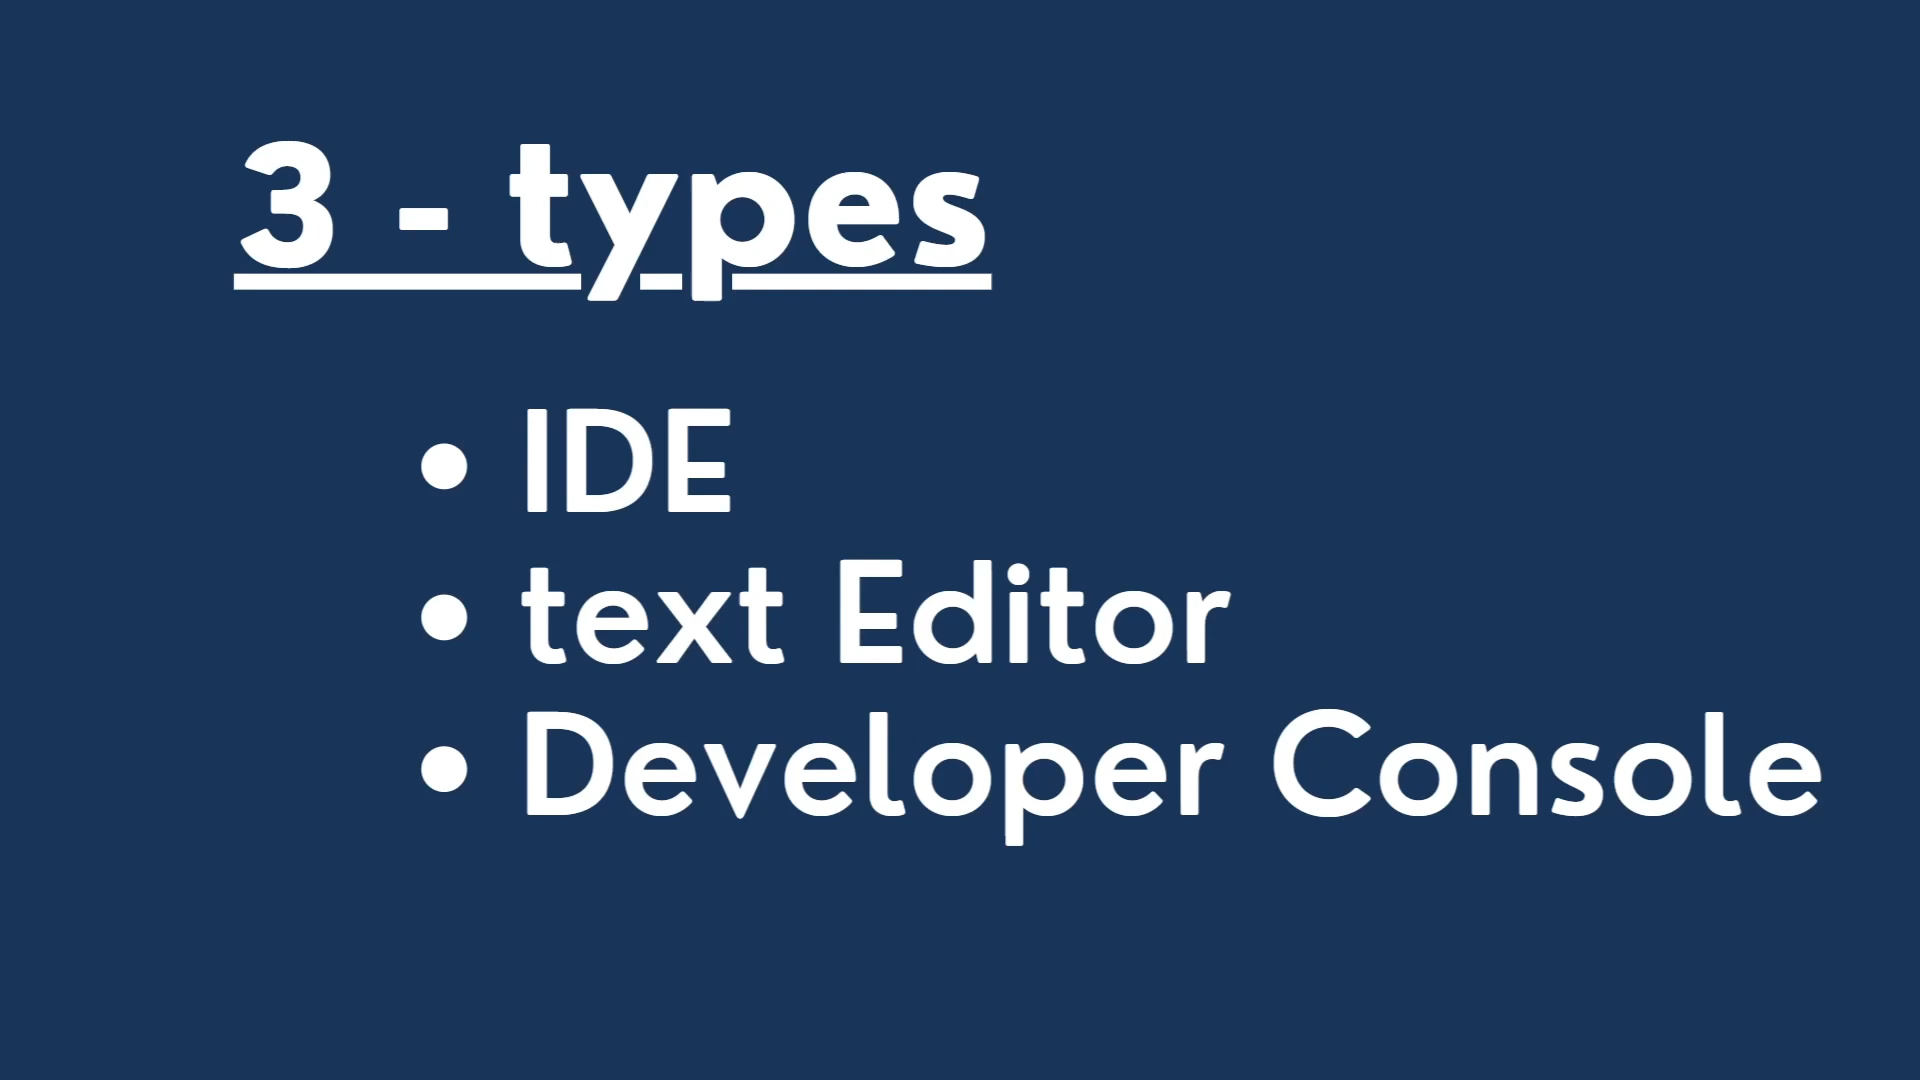 3 - types
• IDE
• text Editor
• Developer Console